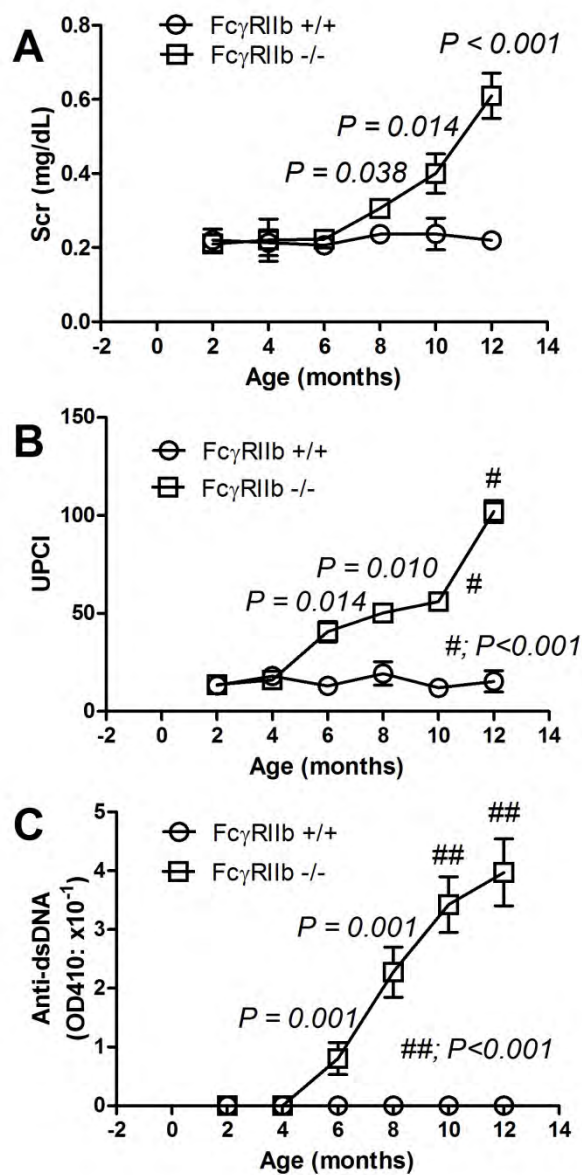 A
FcγRIIb +/+
FcγRIIb -/-
P < 0.001
P = 0.014
P = 0.038
Scr (mg/dL)
0.8
0.6
0.4
0.2
0.0
-2 0 2 4 6 8 10 12 14
Age (months)
B
FcγRIIb +/+
FcγRIIb -/-
#
P = 0.010
P = 0.014
#
#; P<0.001
UPCI
150
100
50
0
-2 0 2 4 6 8 10 12 14
Age (months)
C
FcγRIIb +/+
FcγRIIb -/-
##
##
P = 0.001
P = 0.001
##; P<0.001
Anti-dsDNA
(OD410: x10-1)
5
4
3
2
1
0
-2 0 2 4 6 8 10 12 14
Age (months)